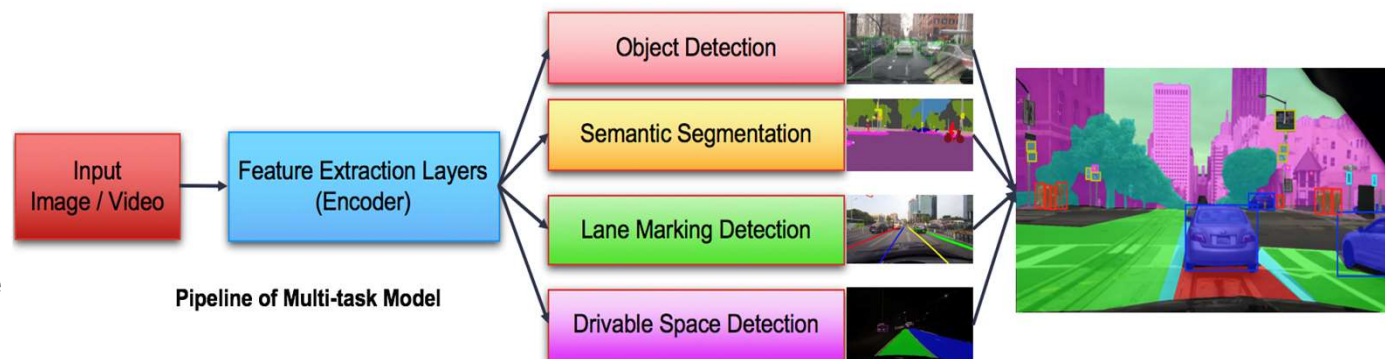 Input
Image / Video
Feature Extraction Layers
(Encoder)
Object Detection
Semantic Segmentation
Lane Marking Detection
Drivable Space Detection
Pipeline of Multi-task Model